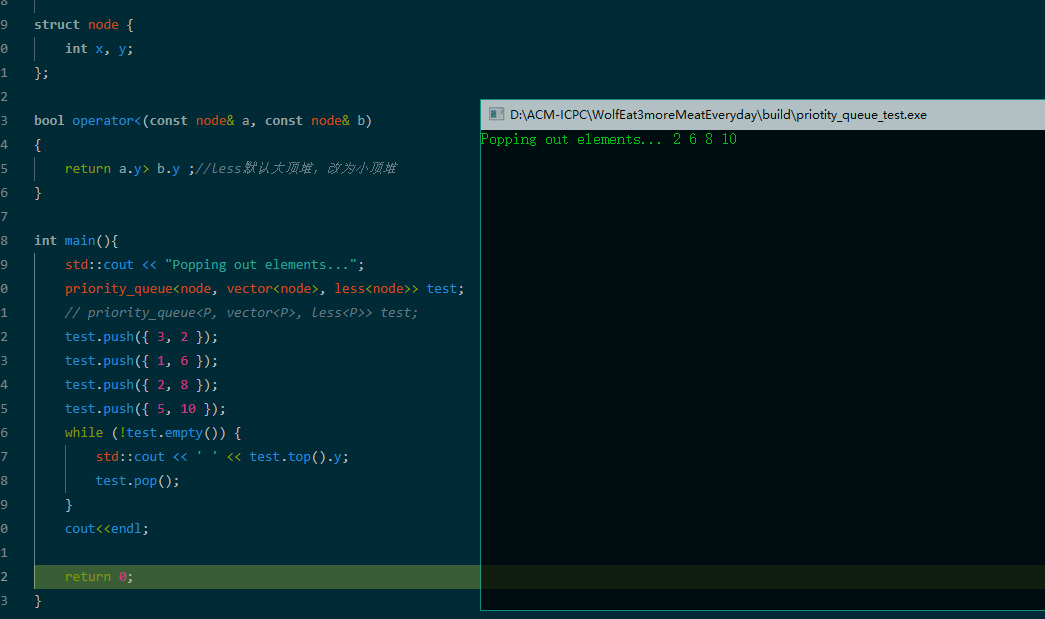 8
9 struct node {
0 int x, y;
1 };
2
3 bool operator<(const node& a, const node& b)
4 {
5 return a.y> b.y ;//less默认大顶堆，改为小顶堆
6 }
7
8 int main(){
9 std::cout << "Popping out elements...";
0 priority_queue<node, vector<node>, less<node>> test;
1 // priority_queue<P, vector<P>, less<P>> test;
2 test.push({ 3, 2 });
3 test.push({ 1, 6 });
4 test.push({ 2, 8 });
5 test.push({ 5, 10 });
6 while (!test.empty()) {
7 std::cout << ' ' << test.top().y;
8 test.pop();
9 }
0 cout<<endl;
1
2 return 0;
3 }
D:\ACM-ICPC\WolfEat3moreMeatEveryday\build\priotity_queue_test.exe
Popping out elements... 2 6 8 10